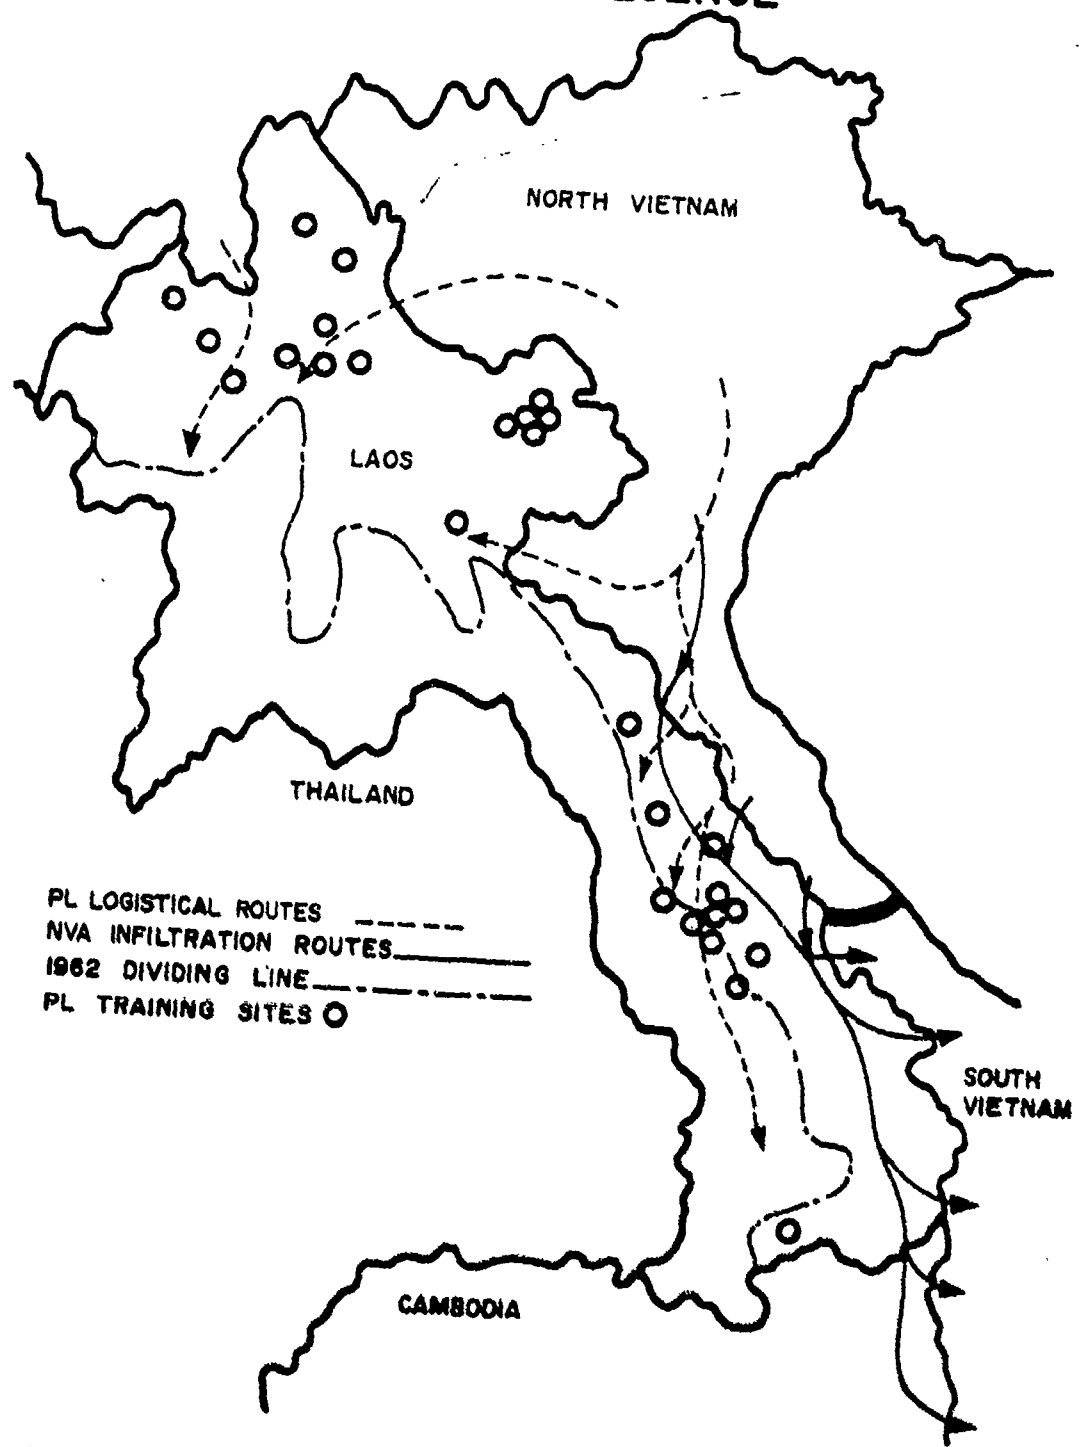 NORTH VIETNAM
LAOS
THAILAND
PL LOGISTICAL ROUTES
NVA INFILTRATION ROUTES
1962 DIVIDING LINE
PL TRAINING SITES
SOUTH
VIETNAM
CAMBODIA